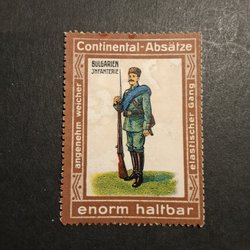 Continental-Absätze
BULGARIEN
INFANTERIE
angenehm weicher
elastischer Gang
enorm haltbar